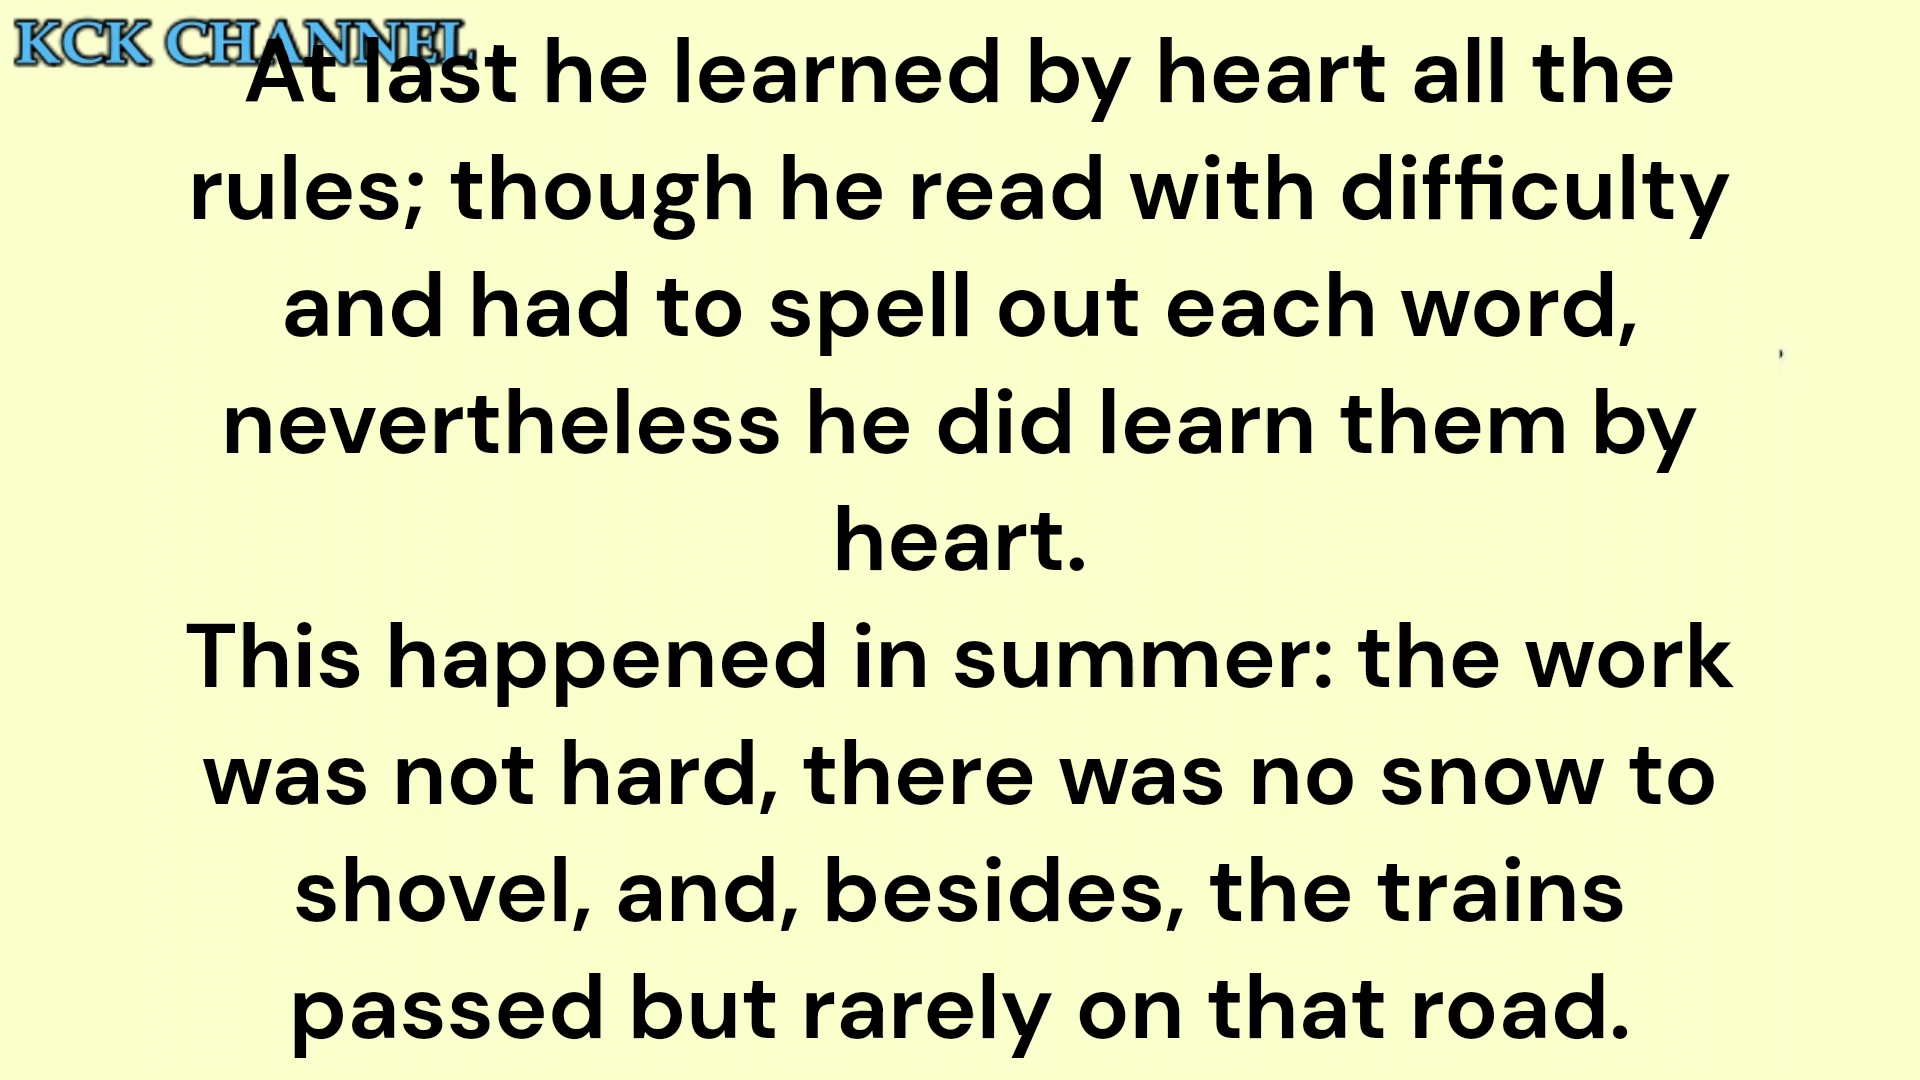 KCK CHANNEL
At last he learned by heart all the
rules; though he read with difficulty
and had to spell out each word,
nevertheless he did learn them by
heart.
This happened in summer: the work
was not hard, there was no snow to
shovel, and, besides, the trains
passed but rarely on that road.